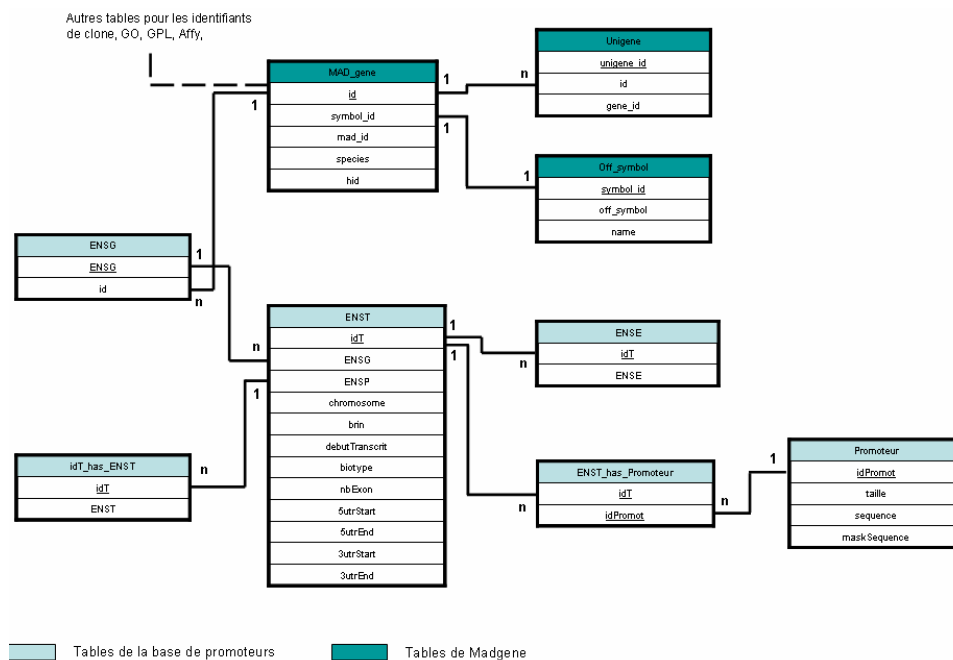 Autres tables pour les identifiants
de clone, GO, GPL, Affy,
MAD_gene
id
symbol_id
mad_id
species
hid
1
1
1
n
1
Unigene
unigene_id
id
gene_id
Off_symbol
symbol_id
off_symbol
name
ENSG
ENSG
id
1
n
n
1
ENST
idT
ENSG
ENSP
chromosome
brin
debutTranscrit
biotype
nbExon
5utrStart
5utrEnd
3utrStart
3utrEnd
1
1
n
n
ENSE
idT
ENSE
idT_has_ENST
idT
ENST
n
ENST_has_Promoteur
idT
idPromot
n
1
Promoteur
idPromot
taille
sequence
maskSequence
Tables de la base de promoteurs
Tables de Madgene